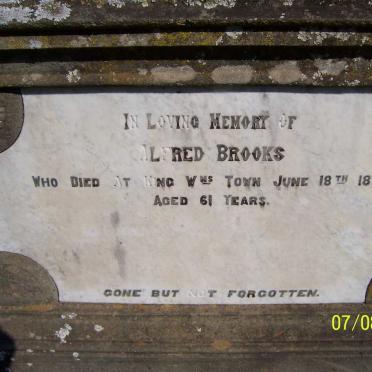 In Loving Memory of
Alfred Brooks
Who Died At King Wms Town June 18th 18
Aged 61 Years.
Gone but not forgotten.
07/08